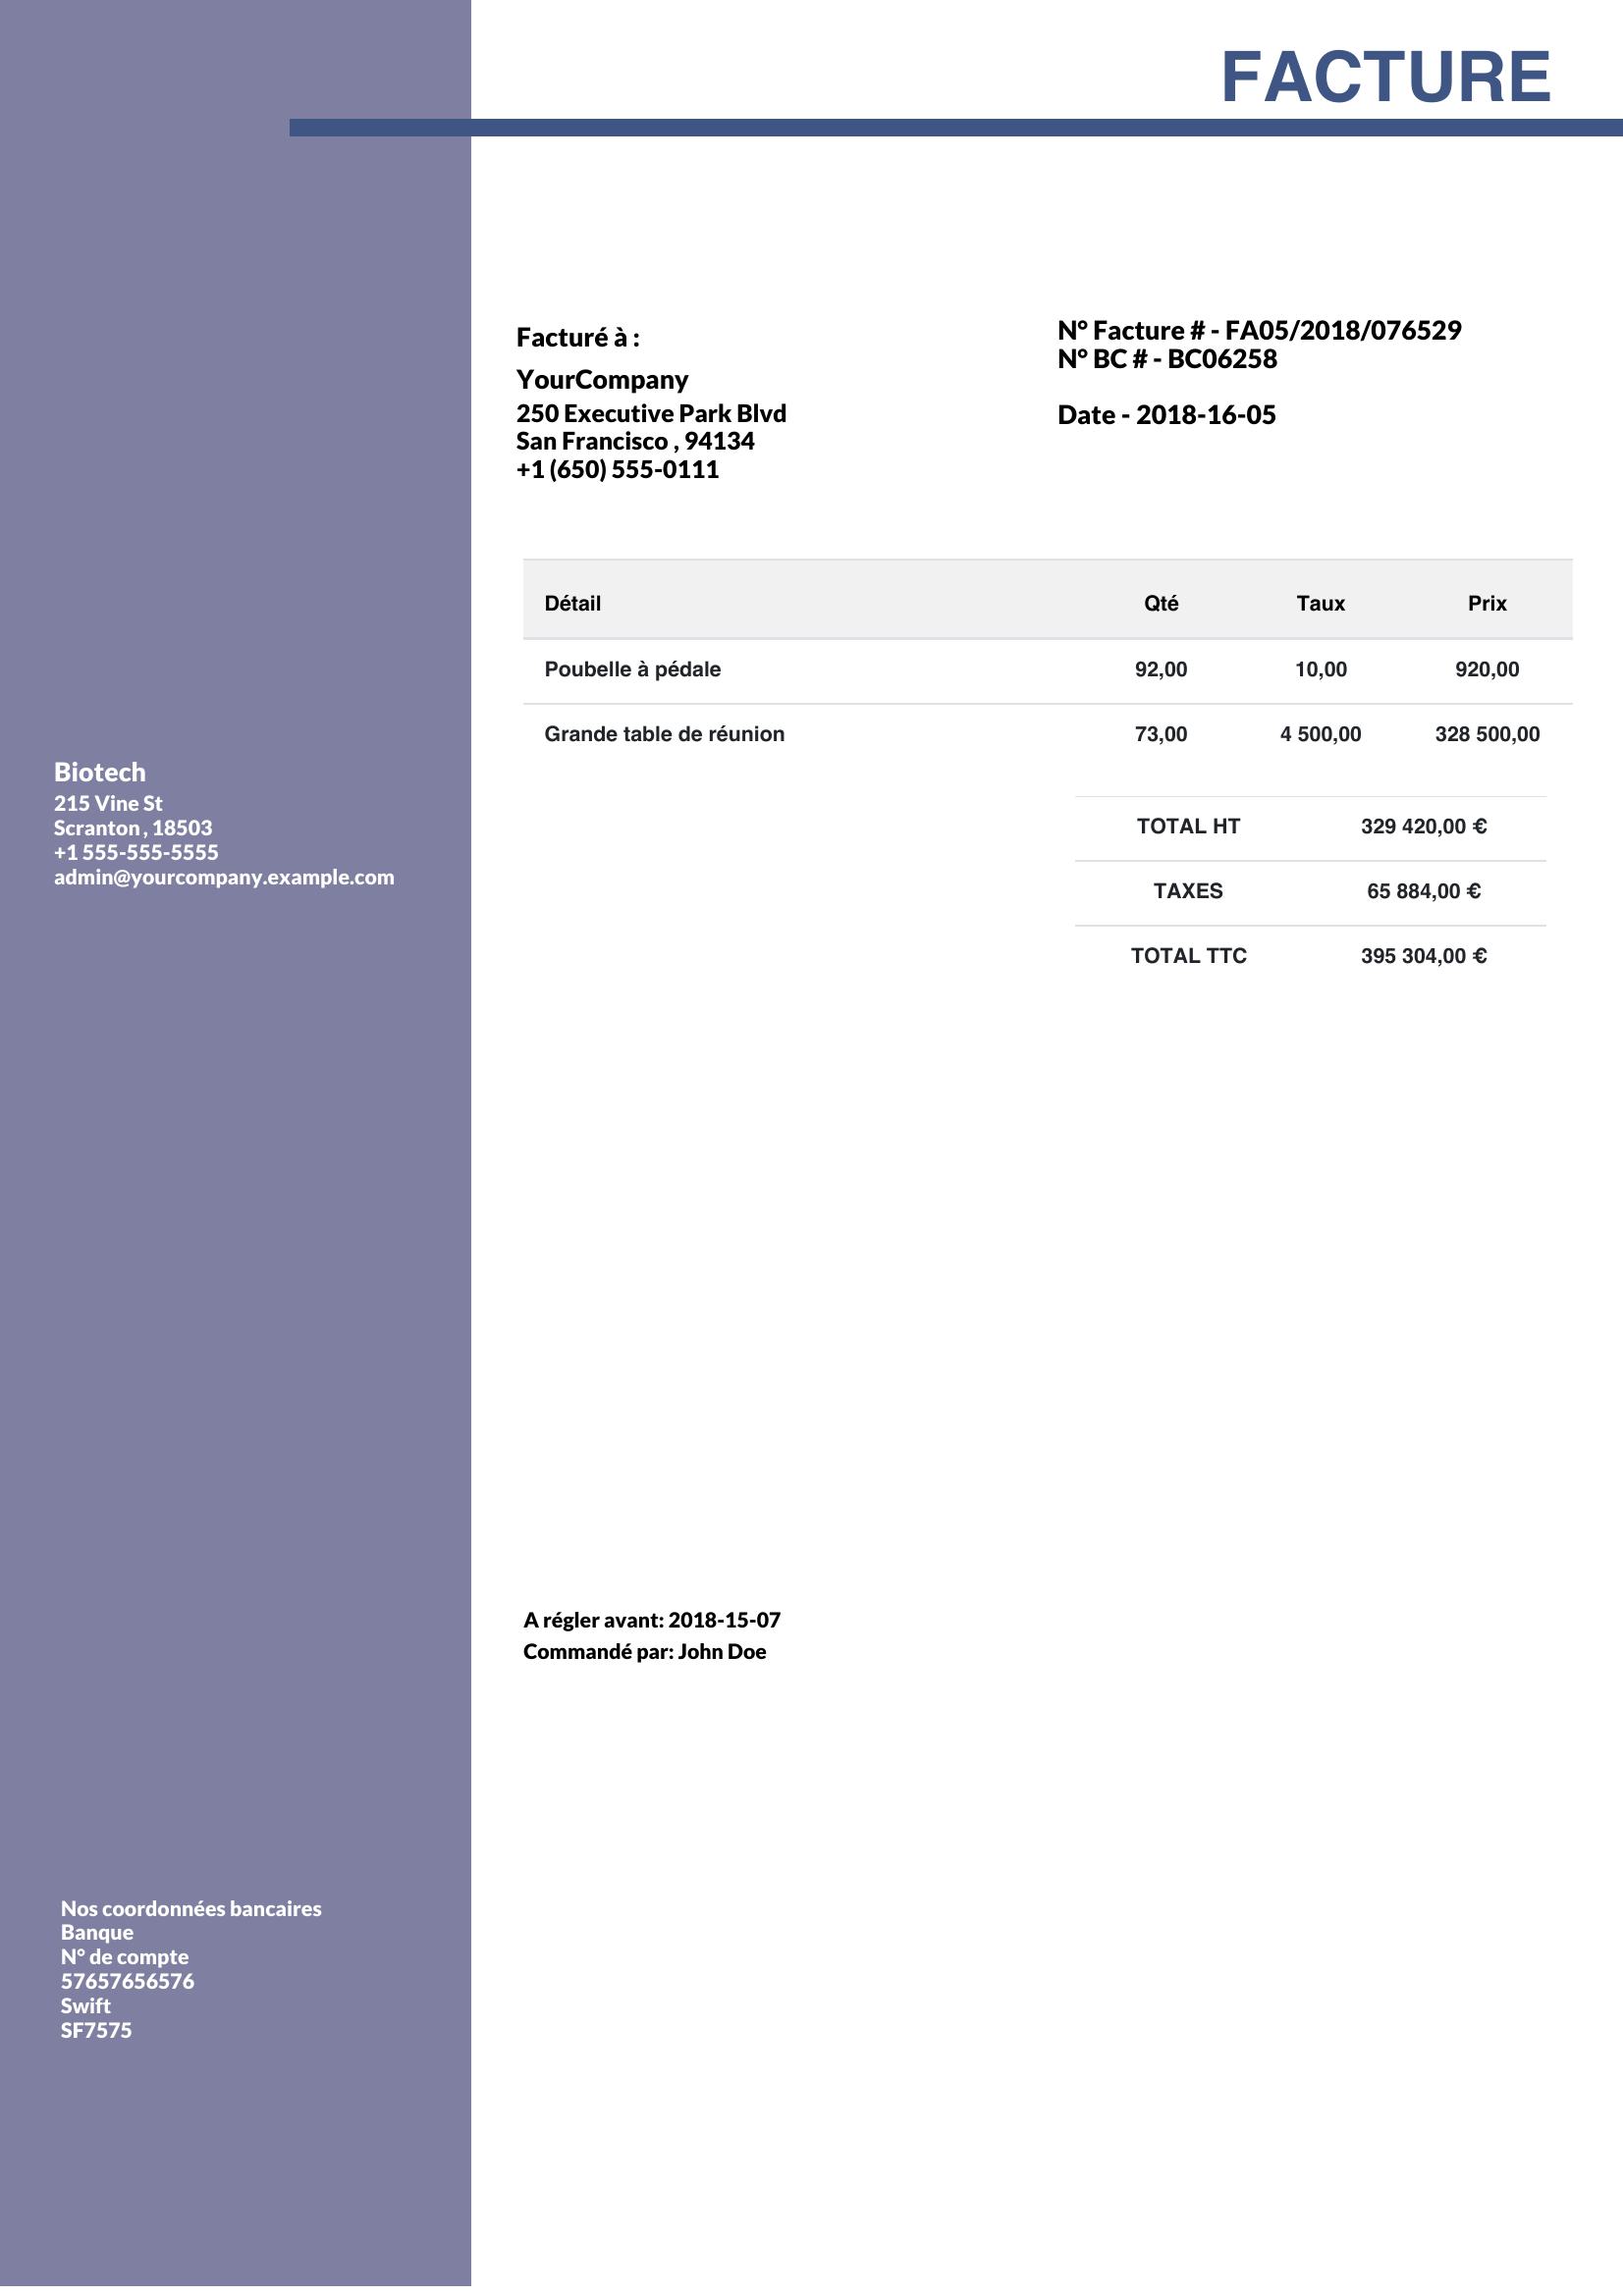 FACTURE
Facturé à :
YourCompany
250 Executive Park Blvd
San Francisco , 94134
+1 (650) 555-0111
N° Facture # - FA05/2018/076529
N° BC # - BC06258
Date - 2018-16-05
Détail Qté Taux Prix
Poubelle à pédale 92,00 10,00 920,00
Grande table de réunion 73,00 4 500,00 328 500,00
TOTAL HT 329 420,00 €
TAXES 65 884,00 €
TOTAL TTC 395 304,00 €
Biotech
215 Vine St
Scranton , 18503
+1 555-555-5555
admin@yourcompany.example.com
A régler avant: 2018-15-07
Commandé par: John Doe
Nos coordonnées bancaires
Banque
N° de compte
57657656576
Swift
SF7575